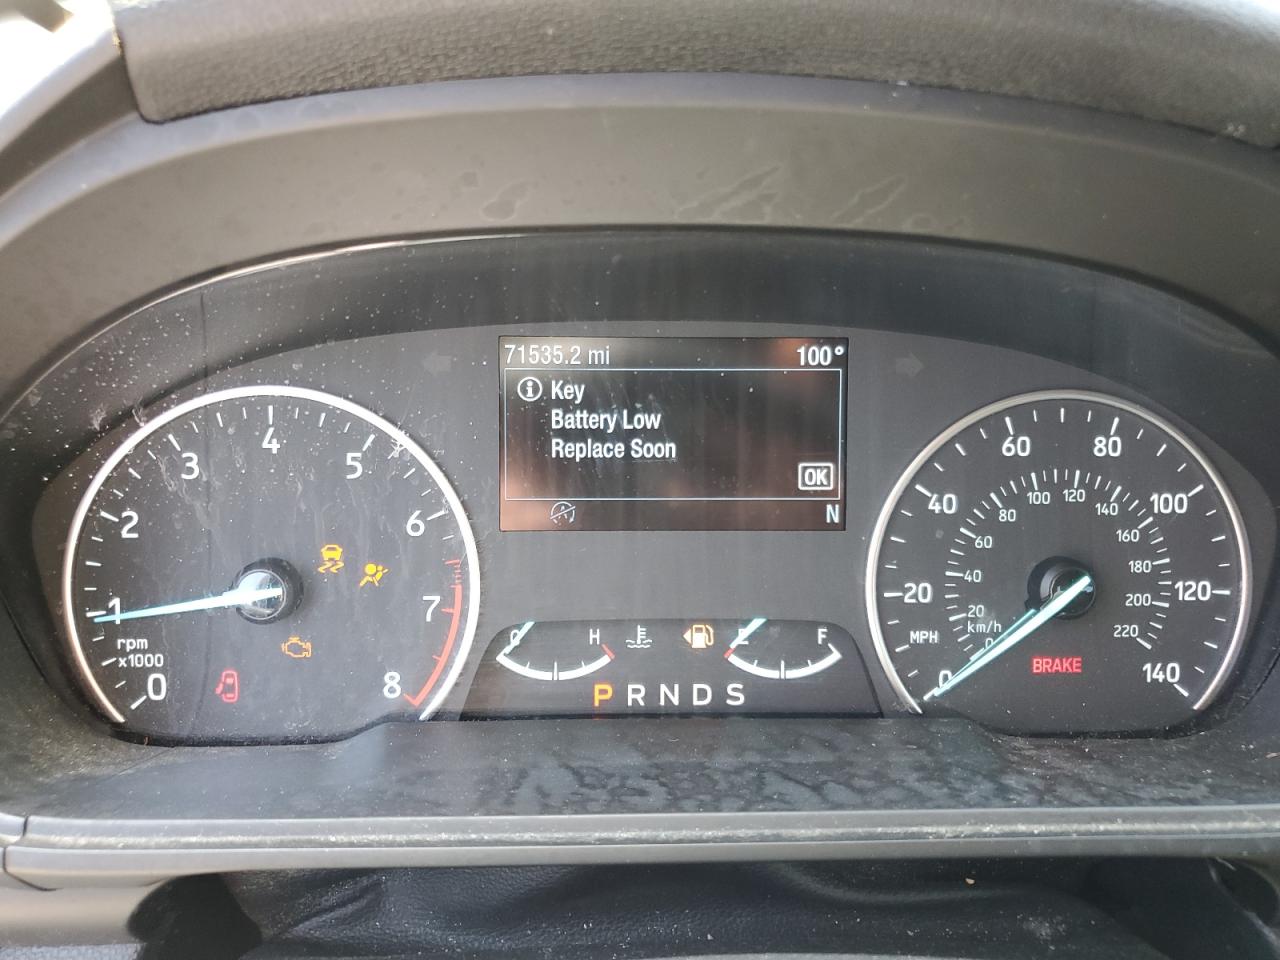 71535.2 mi 100°
i Key
Battery Low
Replace Soon
OK
A N
0 1 2 3 4 5 6 7 8
rpm
x1000
C H E F
P R N D S
0 20 40 60 80 100 120 140
MPH
0 20 40 60 80 100 120 140 160 180 200 220
km/h
BRAKE